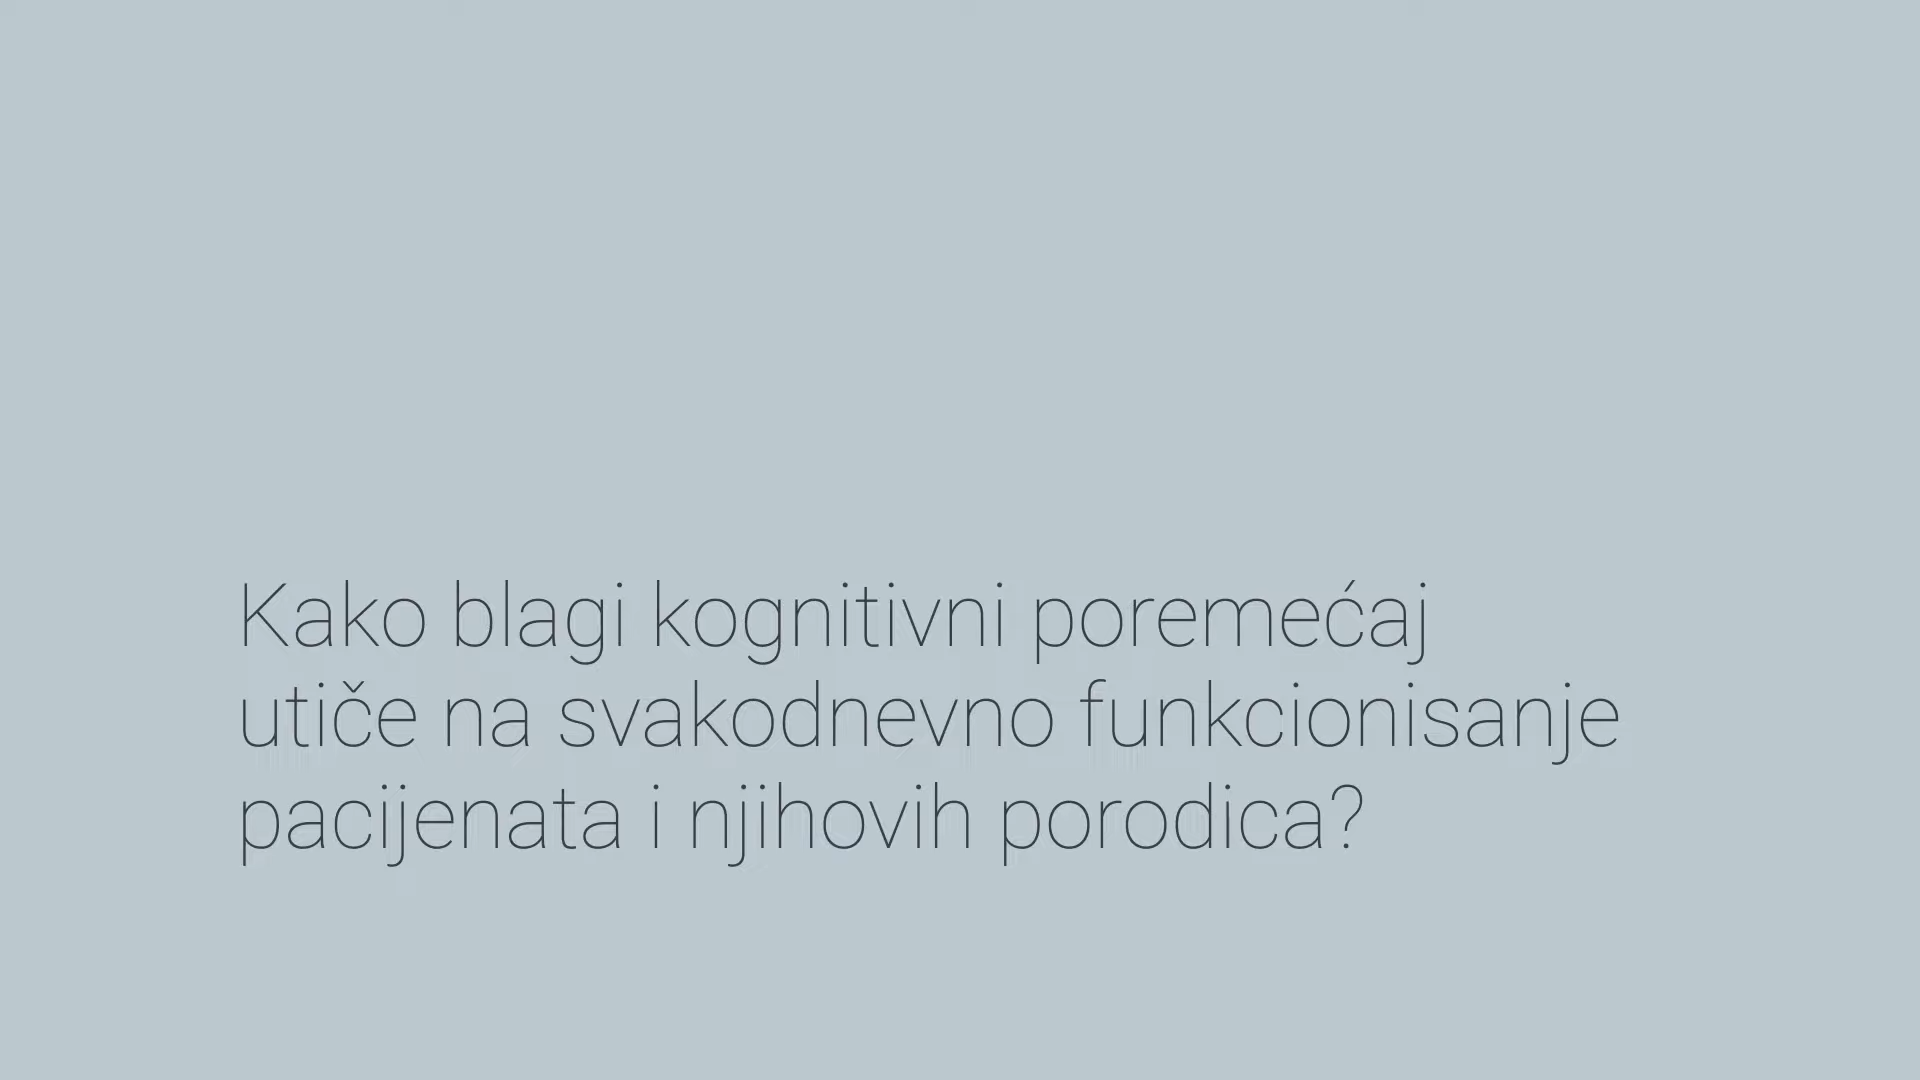 Kako blagi kognitivni poremećaj
utiče na svakodnevno funkcionisanje
pacijenata i njihovih porodica?